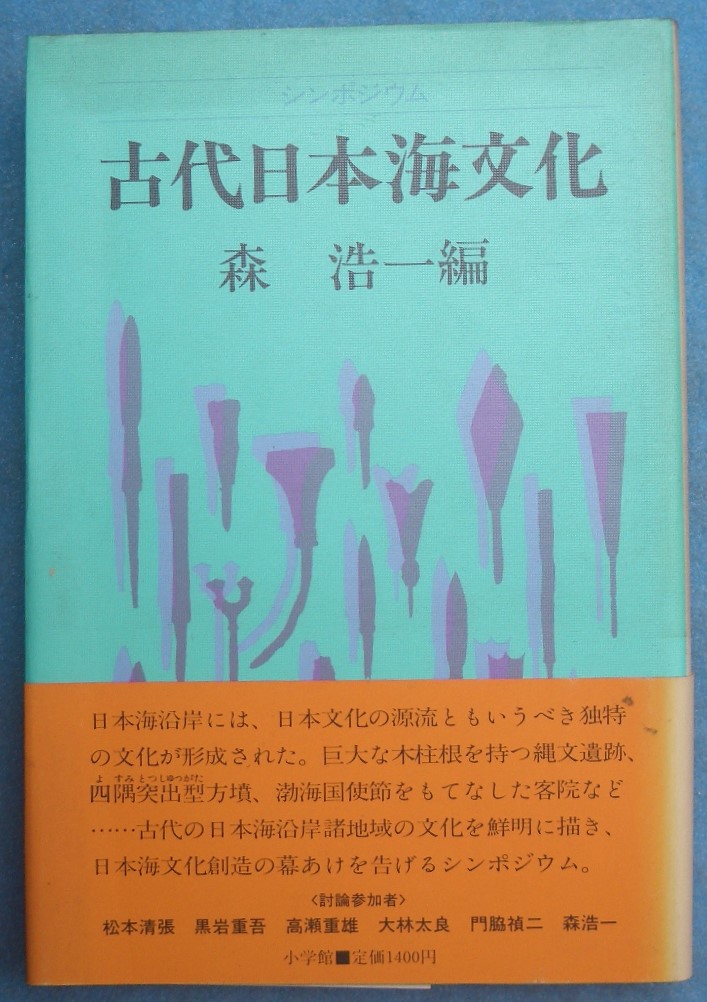 シンポジウム
古代日本海文化
森 浩一編
日本海沿岸には、日本文化の源流ともいうべき独特
の文化が形成された。巨大な木柱根を持つ縄文遺跡、
よすみとつしゅつがた
四隅突出型方墳、渤海国使節をもてなした客院など
……古代の日本海沿岸諸地域の文化を鮮明に描き、
日本海文化創造の幕あけを告げるシンポジウム。
〈討論参加者〉
松本清張 黒岩重吾 高瀬重雄 大林太良 門脇禎二 森浩一
小学館■定価1400円